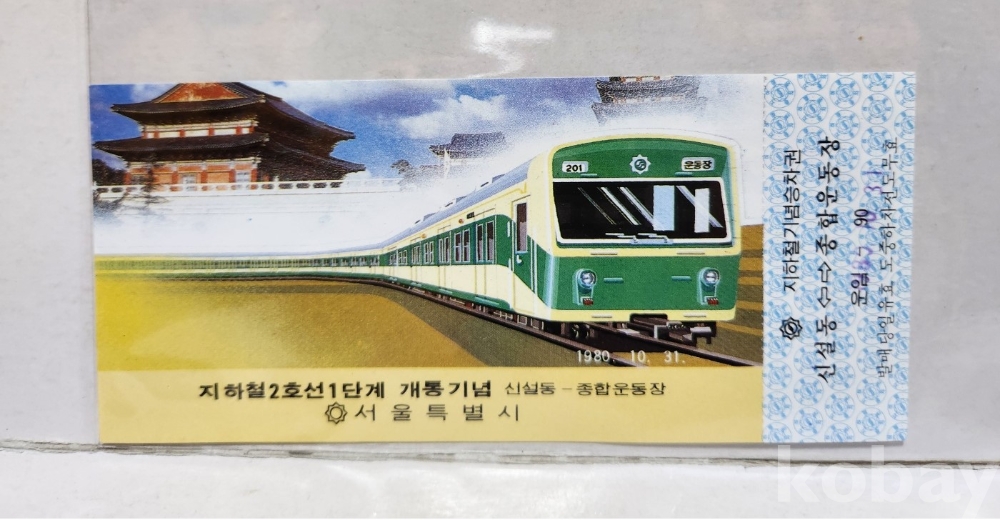 201
운동장
1980. 10. 31.
지하철2호선1단계 개통기념 신설동－종합운동장
서울특별시
지하철기념승차권
신설동⇔종합운동장
운임 90
발매당일유효 도중하차선도무효
kobay